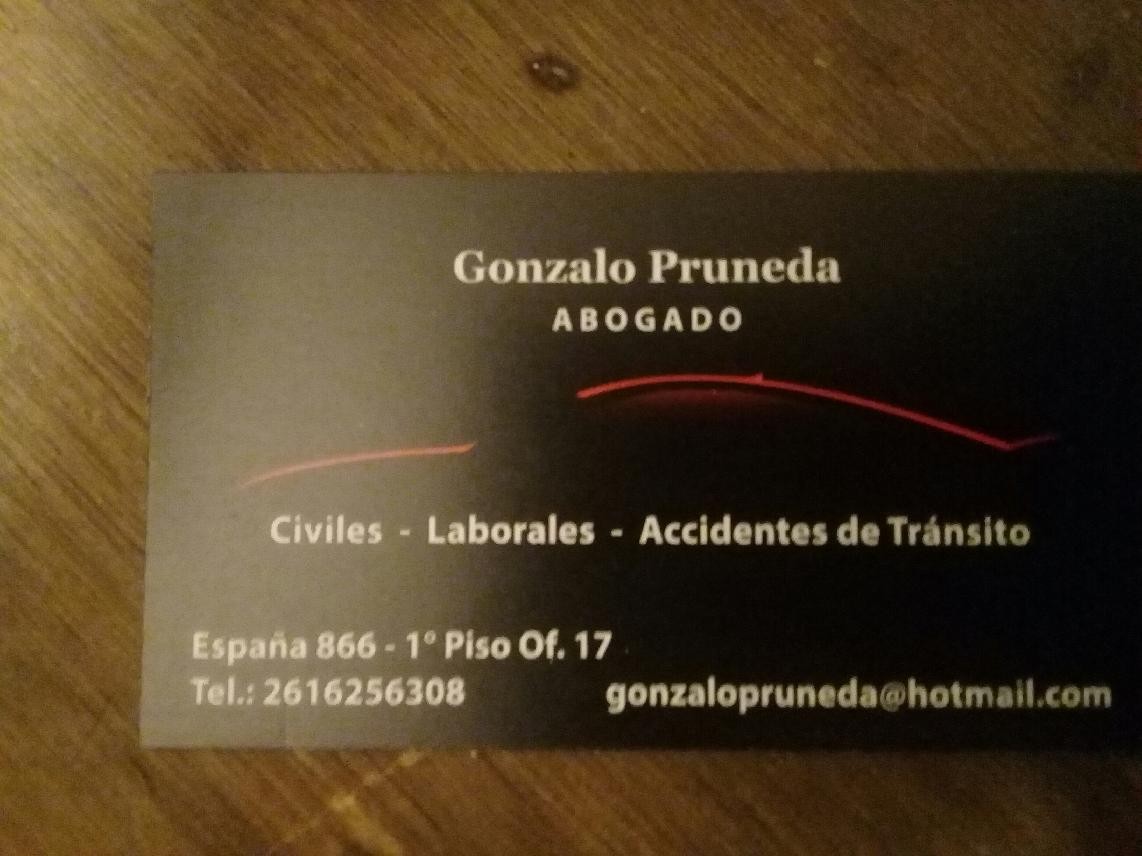 Gonzalo Pruneda
ABOGADO
Civiles - Laborales - Accidentes de Tránsito
España 866 - 1° Piso Of. 17
Tel.: 2616256308
gonzalopruneda@hotmail.com